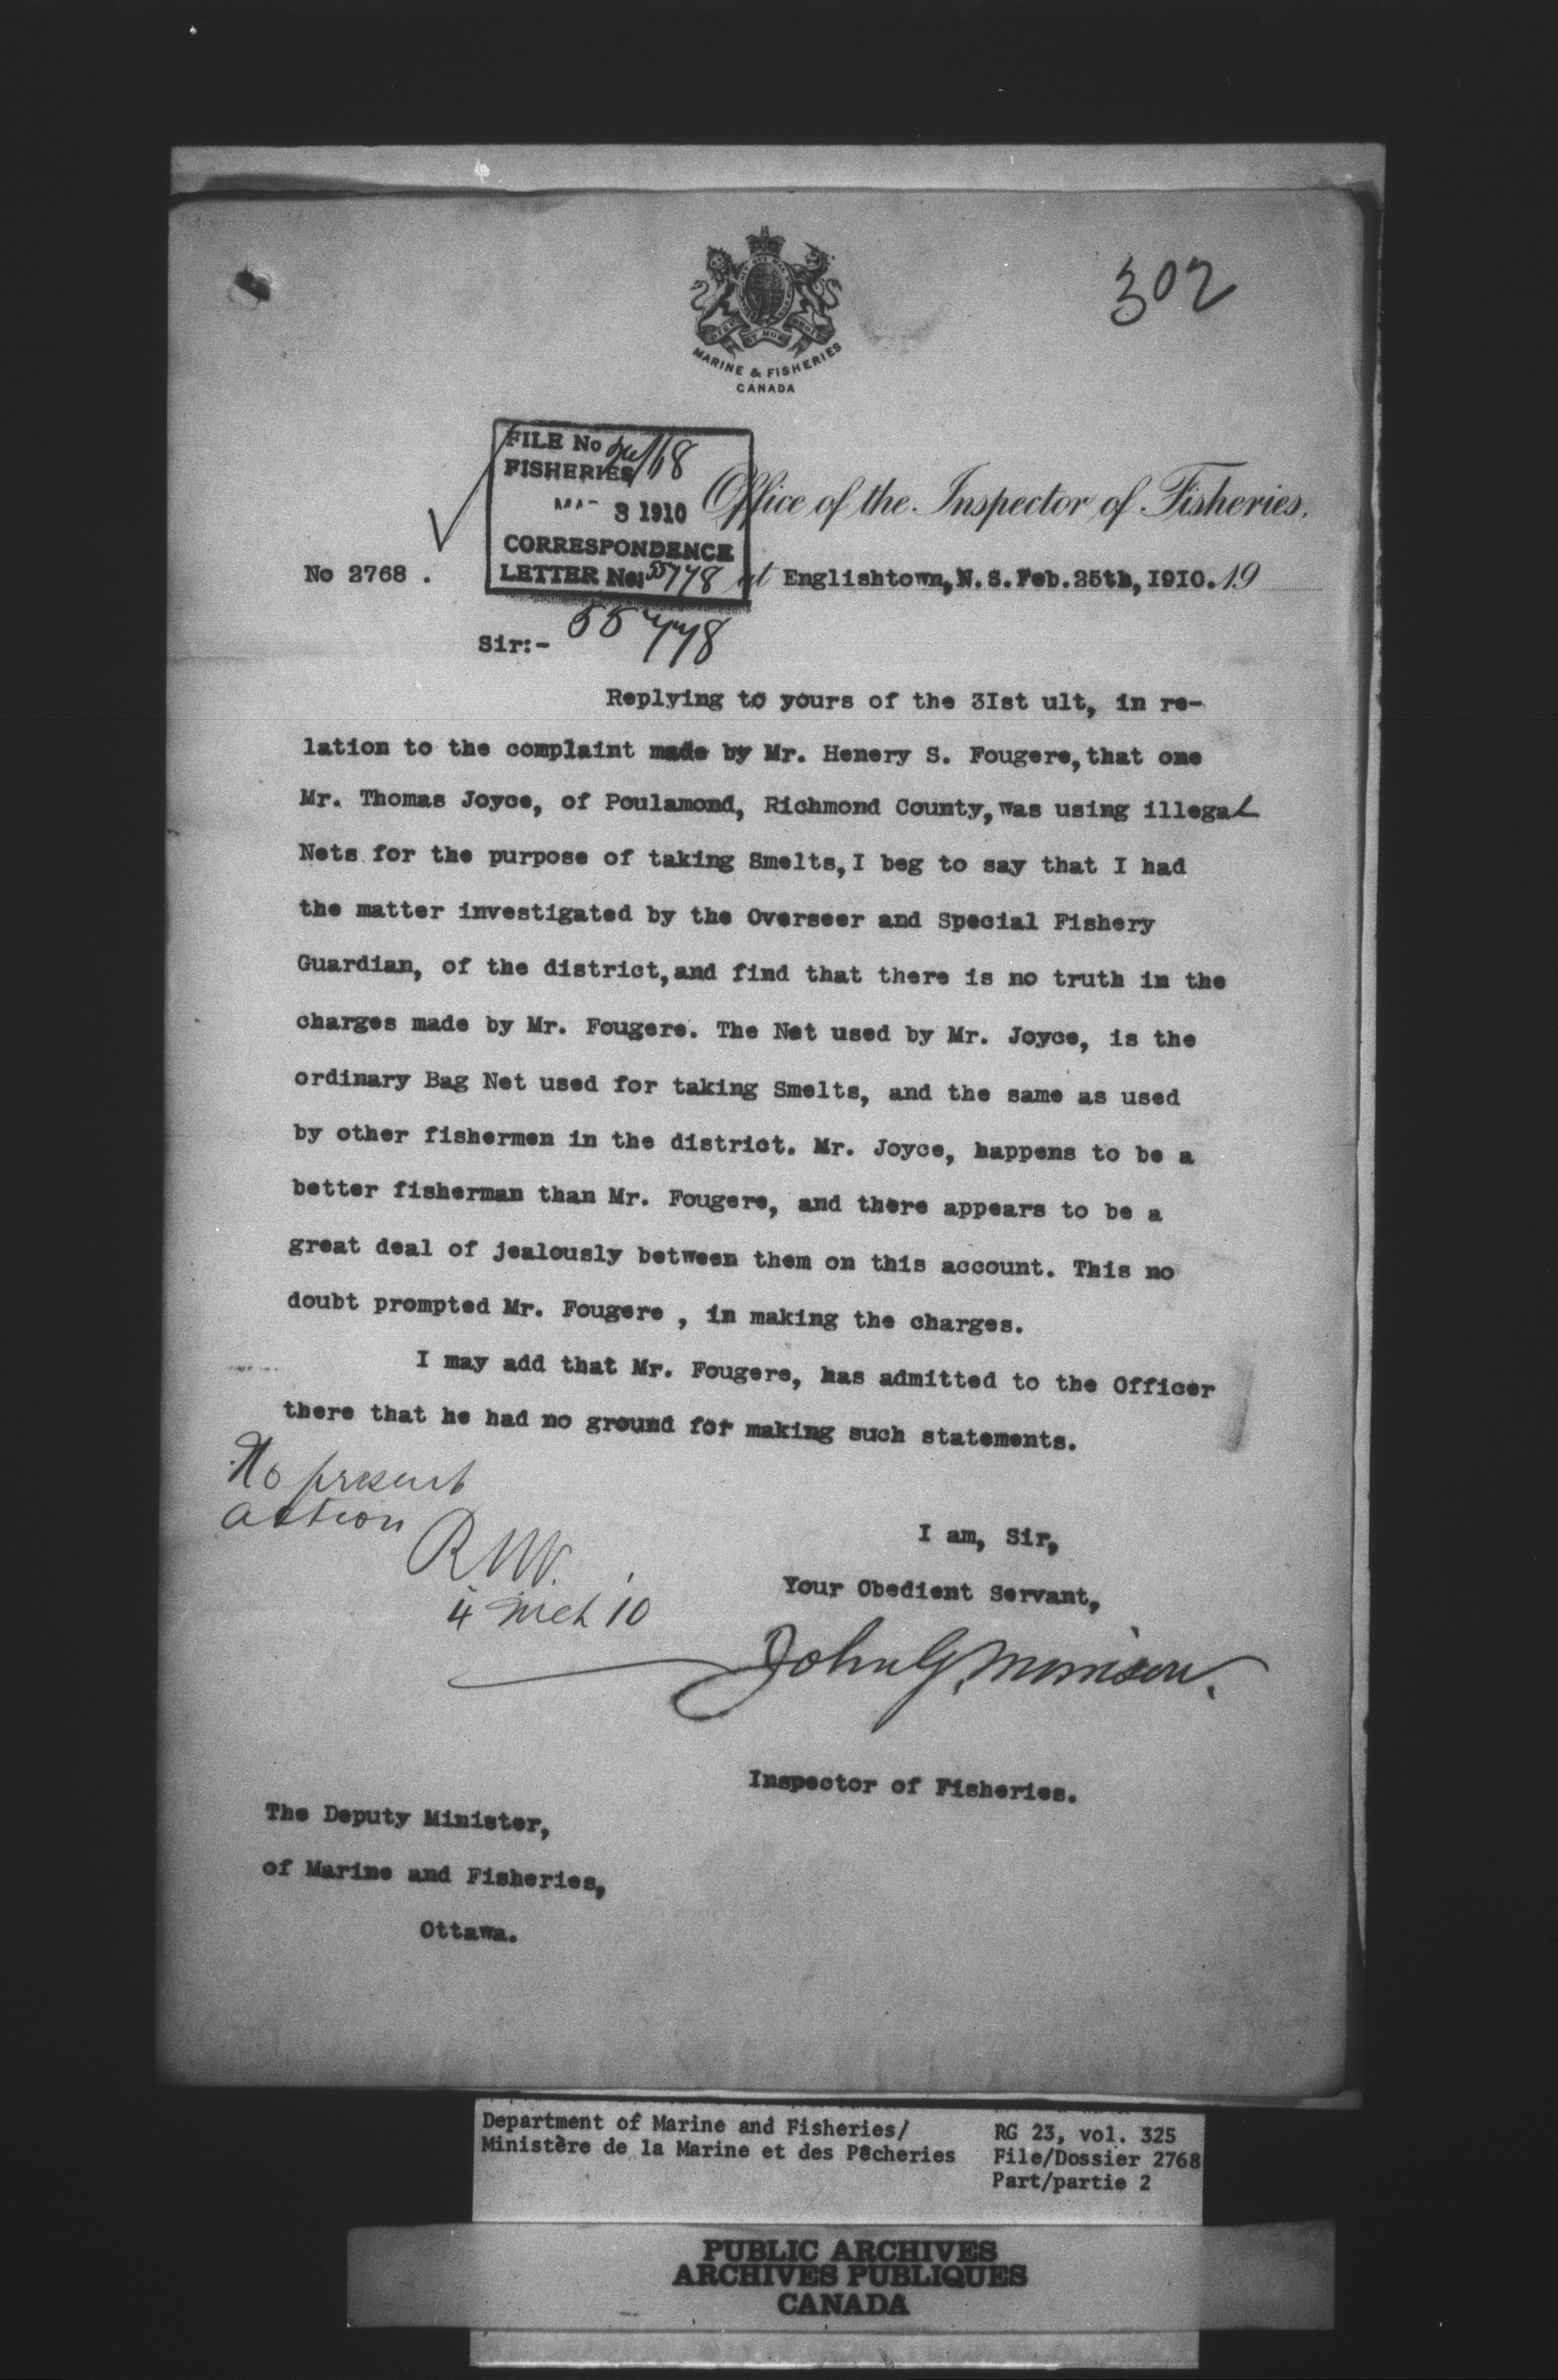 302
MARINE & FISHERIES
CANADA
FILE No
FISHERIES
3 1910
CORRESPONDENCE
LETTER No: 55778
Office of the Inspector of Fisheries.
No 2768 .
at Englishtown, N. S. Feb. 25th, I9I0. 19
55778
Sir:-
Replying to yours of the 3Ist ult, in re-
lation to the complaint made by Mr. Henery S. Fougere, that one
Mr. Thomas Joyce, of Poulamond, Richmond County, was using illegal
Nets for the purpose of taking Smelts, I beg to say that I had
the matter investigated by the Overseer and Special Fishery
Guardian, of the district, and find that there is no truth in the
charges made by Mr. Fougere. The Net used by Mr. Joyce, is the
ordinary Bag Net used for taking Smelts, and the same as used
by other fishermen in the district. Mr. Joyce, happens to be a
better fisherman than Mr. Fougere, and there appears to be a
great deal of jealously between them on this account. This no
doubt prompted Mr. Fougere , in making the charges.
I may add that Mr. Fougere, has admitted to the Officer
there that he had no ground for making such statements.
No present
action
R.W.
4 Mch 10
I am, Sir,
Your Obedient Servant,
John G. Morrison.
Inspector of Fisheries.
The Deputy Minister,
of Marine and Fisheries,
Ottawa.
Department of Marine and Fisheries/
Ministère de la Marine et des Pêcheries
RG 23, vol. 325
File/Dossier 2768
Part/partie 2
PUBLIC ARCHIVES
ARCHIVES PUBLIQUES
CANADA